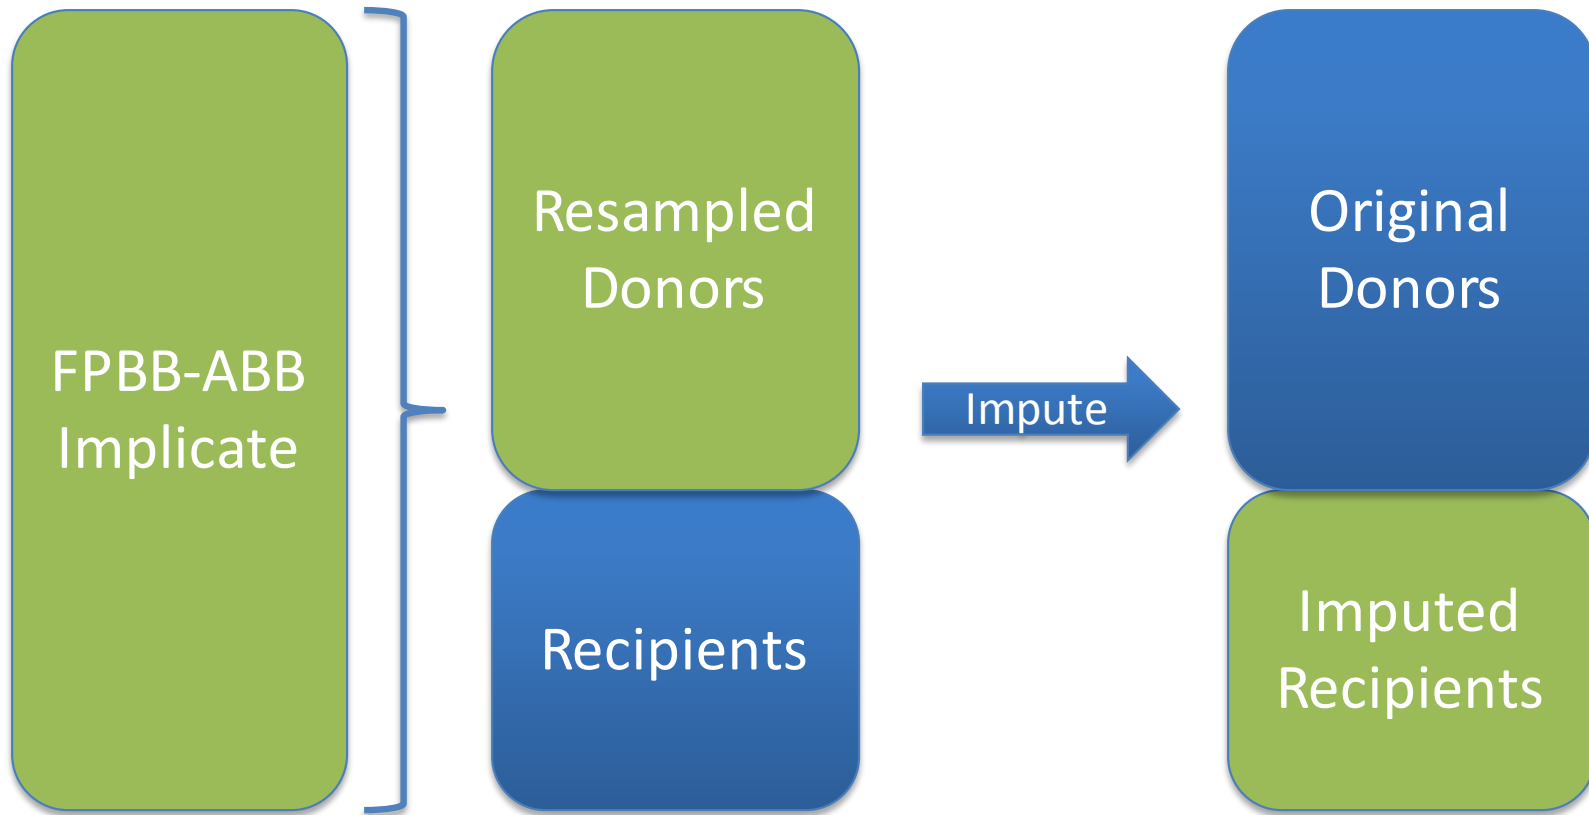 FPBB-ABB
Implicate
Resampled
Donors
Recipients
Impute
Original
Donors
Imputed
Recipients